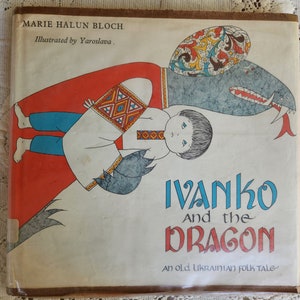 MARIE HALUN BLOCH
Illustrated by Yaroslava
IVANKO
and the
DRAGON
AN OLD UKRAINIAN FOLK TALE